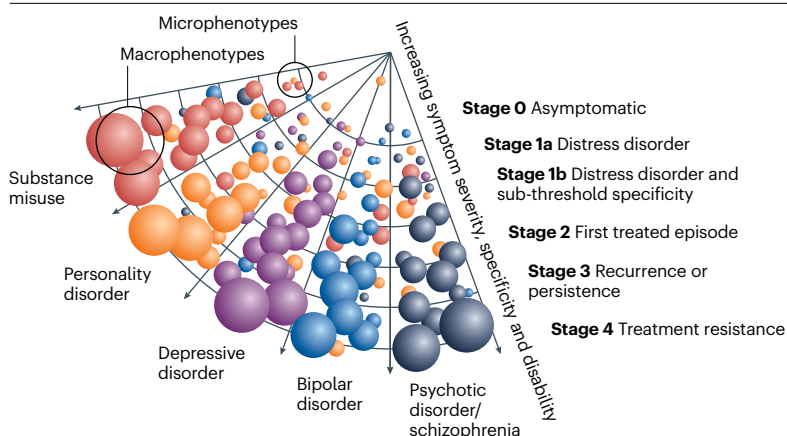 Microphenotypes
Macrophenotypes
Increasing symptom severity, specificity and disability
Stage 0 Asymptomatic
Stage 1a Distress disorder
Stage 1b Distress disorder and
sub-threshold specificity
Stage 2 First treated episode
Stage 3 Recurrence or
persistence
Stage 4 Treatment resistance
Substance
misuse
Personality
disorder
Depressive
disorder
Bipolar
disorder
Psychotic
disorder/
schizophrenia